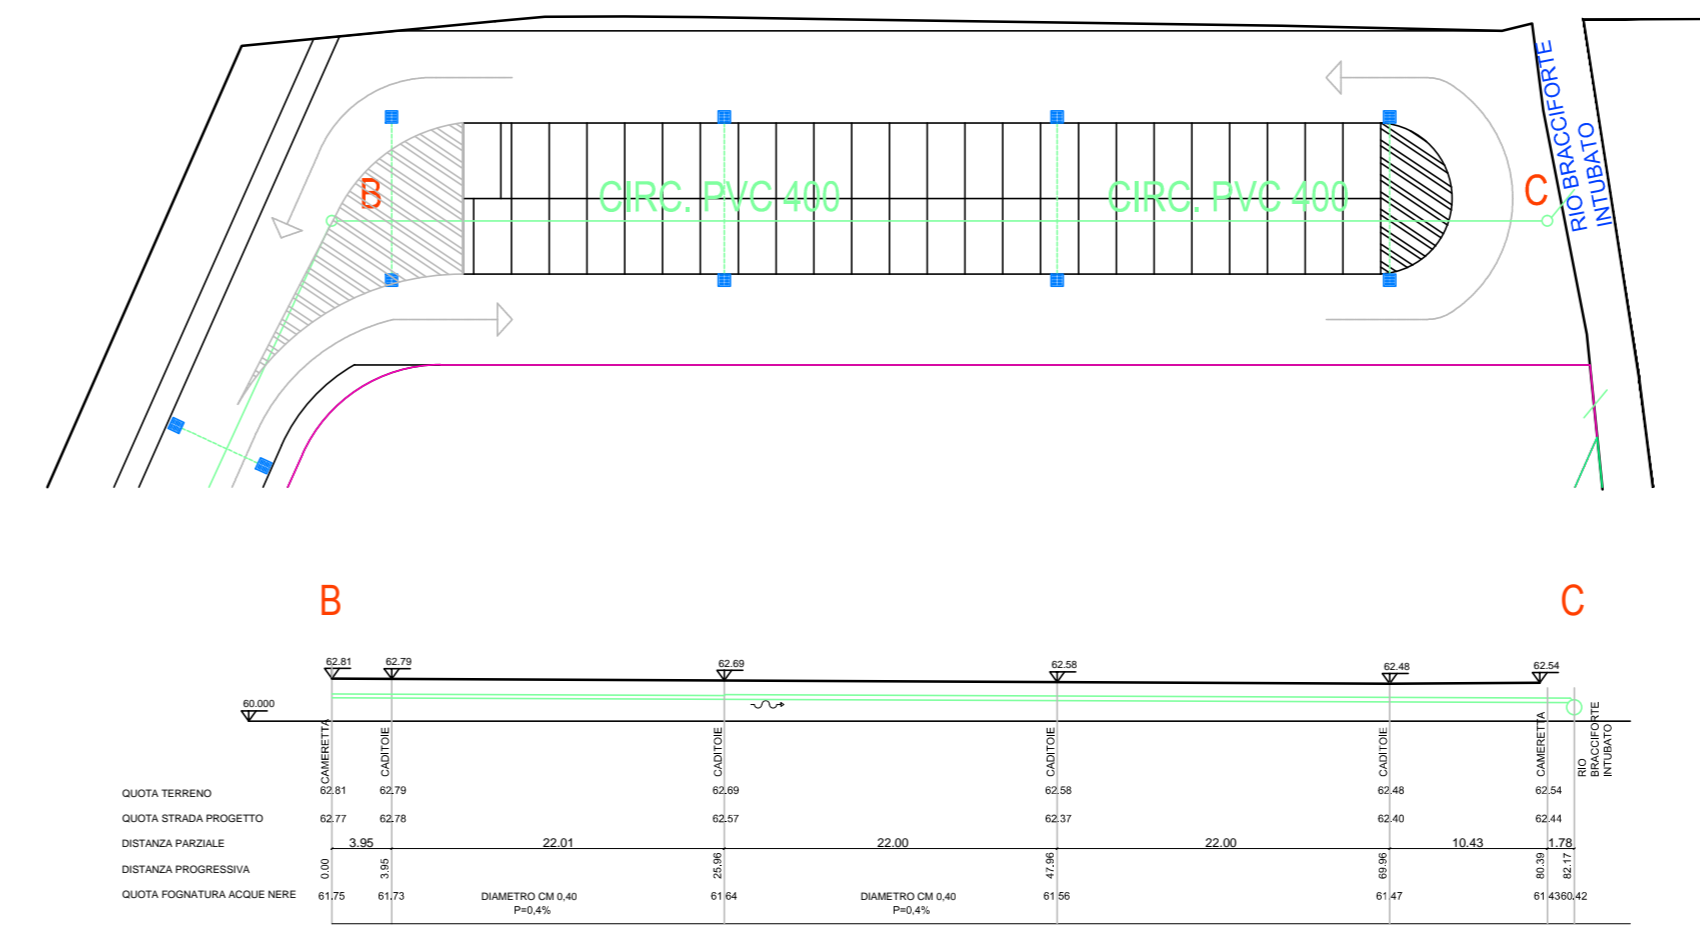 RIO BRACCIFORTE
INTUBATO
B
CIRC. PVC 400
CIRC. PVC 400
C
B
C
62.81
62.79
62.69
62.58
62.48
62.54
60.000
CAMERETTA
CADITOIE
CADITOIE
CADITOIE
CADITOIE
CAMERETTA
RIO
BRACCIFORTE
INTUBATO
QUOTA TERRENO 62.81 62.79 62.69 62.58 62.48 62.54
QUOTA STRADA PROGETTO 62.77 62.78 62.57 62.37 62.40 62.44
DISTANZA PARZIALE 3.95 22.01 22.00 22.00 10.43 1.78
DISTANZA PROGRESSIVA 0.00 3.95 25.96 47.96 69.96 80.39 82.17
QUOTA FOGNATURA ACQUE NERE 61.75 61.73 DIAMETRO CM 0,40 61.64 DIAMETRO CM 0,40 61.56 61.47 61.43 60.42
P=0,4% P=0,4%